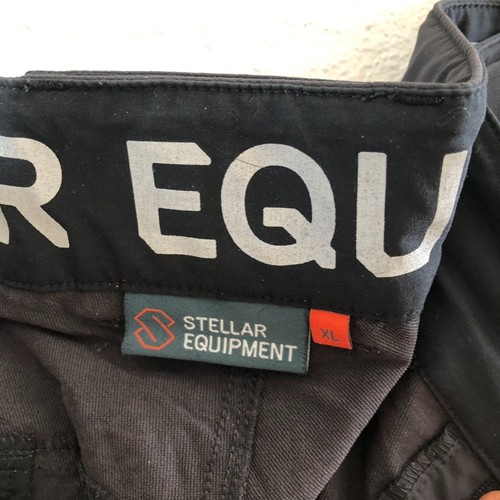 R EQU
STELLAR
EQUIPMENT
XL